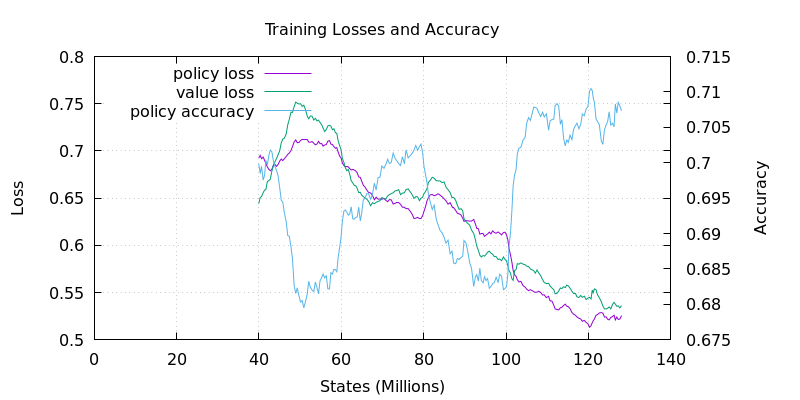 Training Losses and Accuracy
policy loss
value loss
policy accuracy
Loss
0.8
0.75
0.7
0.65
0.6
0.55
0.5
0 20 40 60 80 100 120 140
States (Millions)
0.715
0.71
0.705
0.7
0.695
0.69
0.685
0.68
0.675
Accuracy